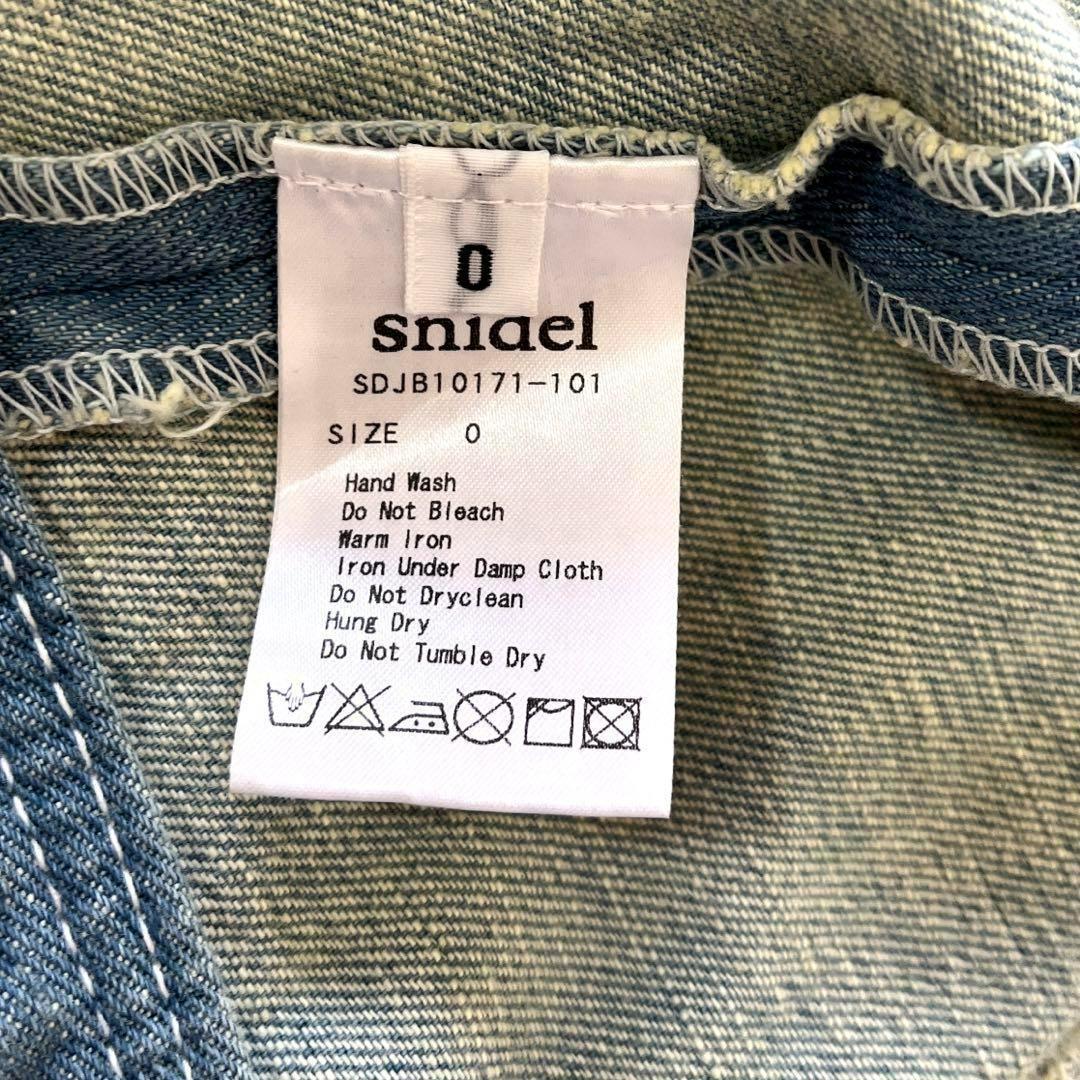 0
snidel
SDJB10171-101
SIZE 0
Hand Wash
Do Not Bleach
Warm Iron
Iron Under Damp Cloth
Do Not Dryclean
Hung Dry
Do Not Tumble Dry